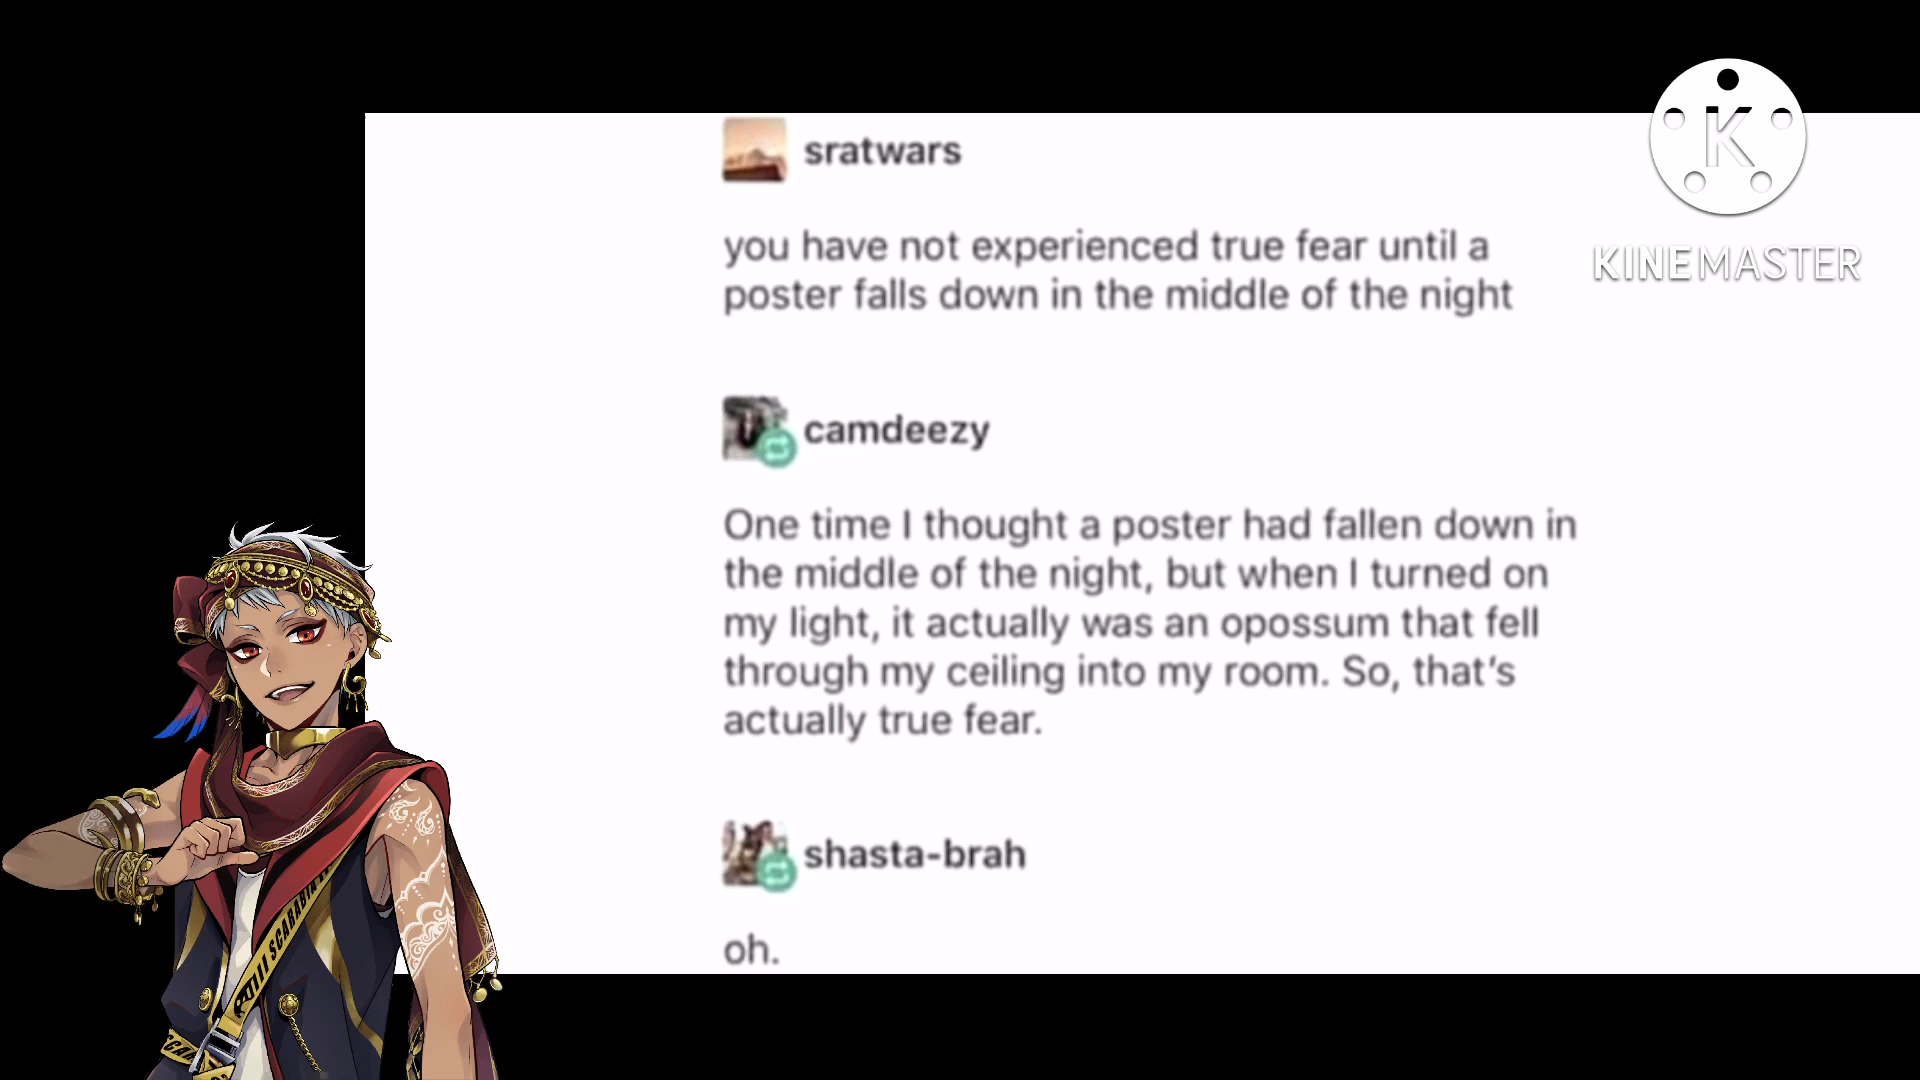 sratwars
KINEMASTER
you have not experienced true fear until a
poster falls down in the middle of the night
camdeezy
One time I thought a poster had fallen down in
the middle of the night, but when I turned on
my light, it actually was an opossum that fell
through my ceiling into my room. So, that's
actually true fear.
shasta-brah
oh.
SCARABIA